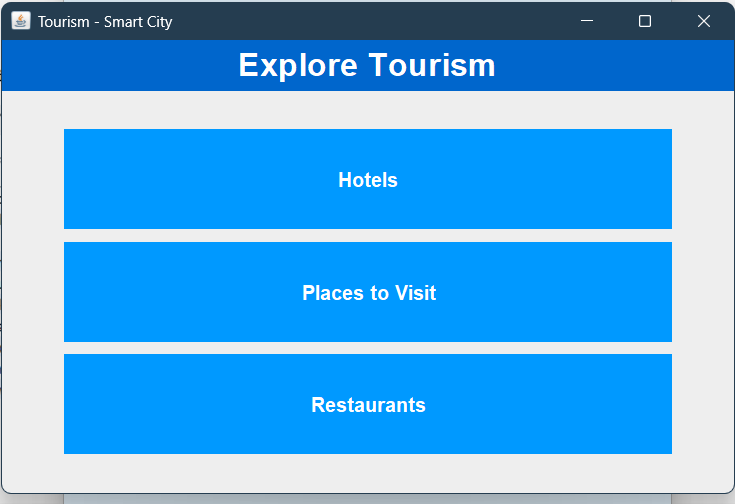 Tourism - Smart City
Explore Tourism
Hotels
Places to Visit
Restaurants